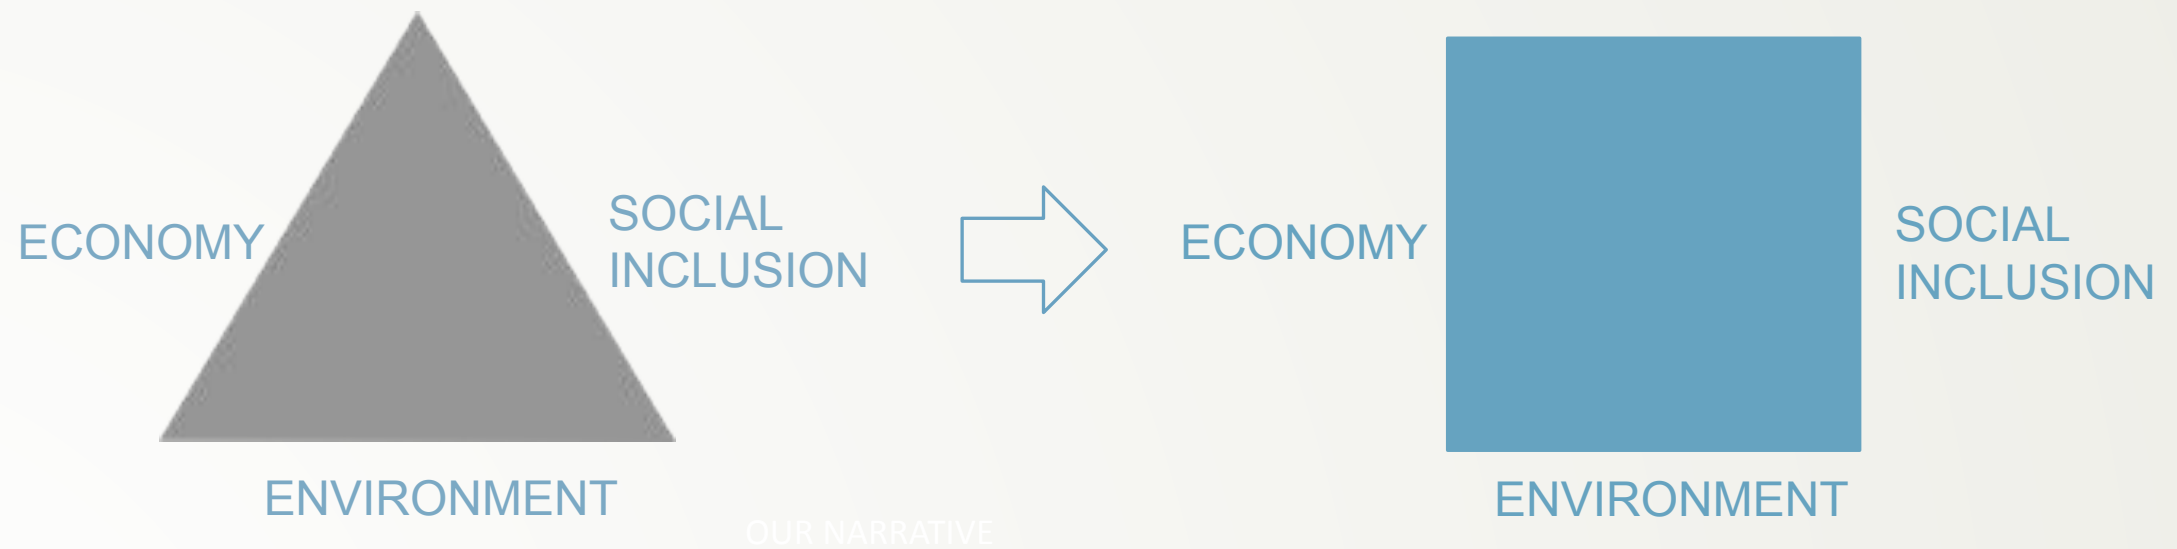 ECONOMY
SOCIAL
INCLUSION
ENVIRONMENT
ECONOMY
SOCIAL
INCLUSION
ENVIRONMENT
OUR NARRATIVE